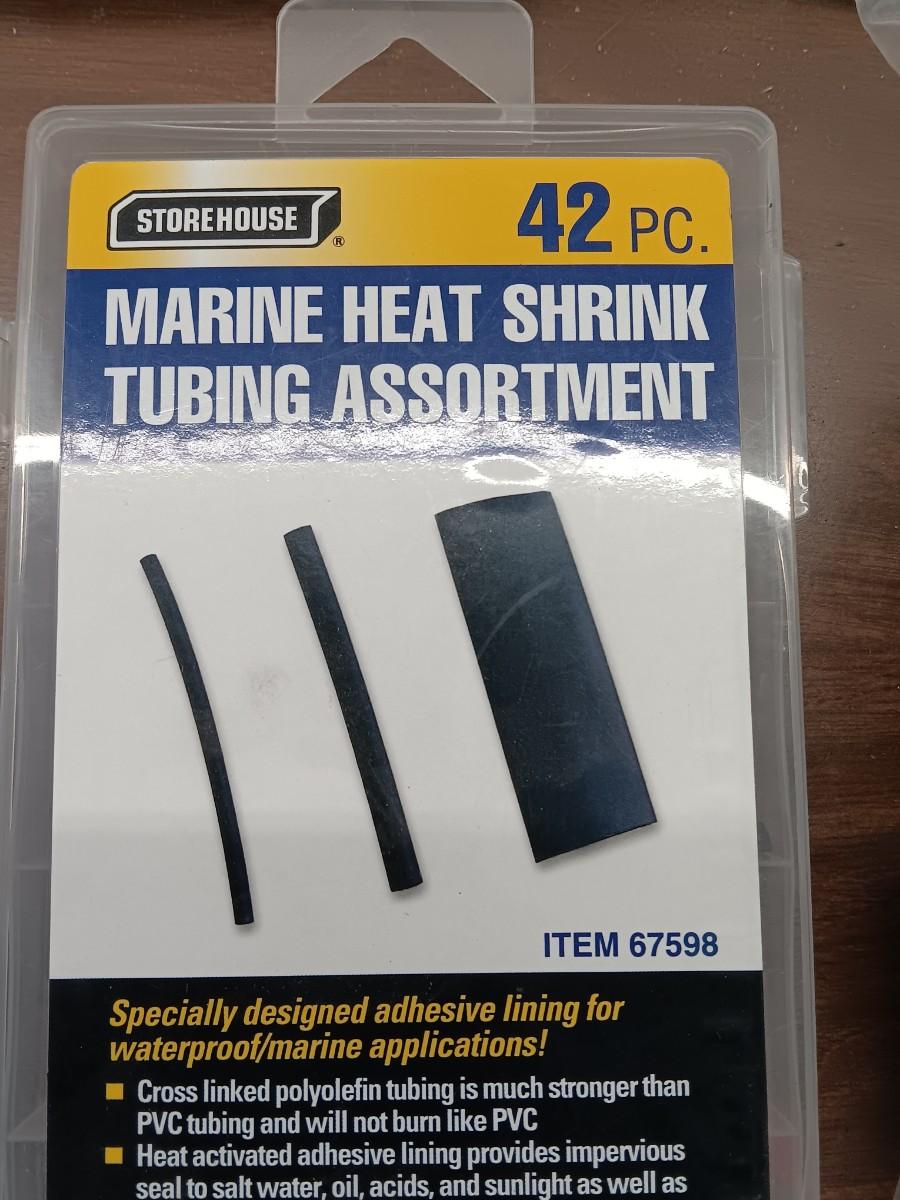 STOREHOUSE ®
42 PC.
MARINE HEAT SHRINK
TUBING ASSORTMENT
ITEM 67598
Specially designed adhesive lining for
waterproof/marine applications!
Cross linked polyolefin tubing is much stronger than
PVC tubing and will not burn like PVC
Heat activated adhesive lining provides impervious
seal to salt water, oil, acids, and sunlight as well as